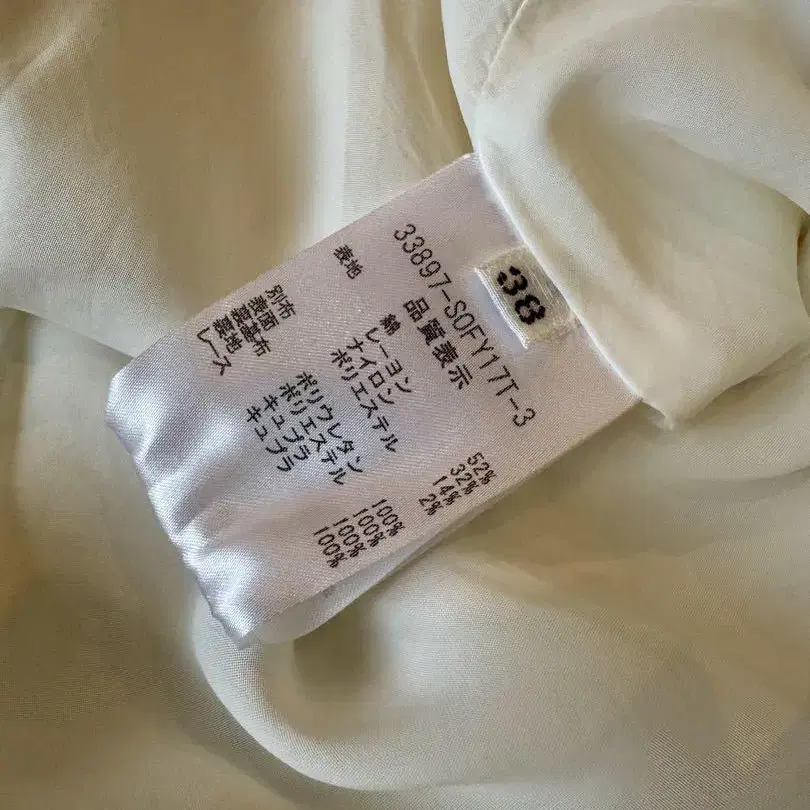 38
33897-SOFY17T-3
品質表示
表地 綿 52%
レーヨン 32%
ナイロン 14%
ポリエステル 2%
別布 ポリウレタン 100%
ポリエステル 100%
裏地 キュプラ 100%
レース キュプラ 100%